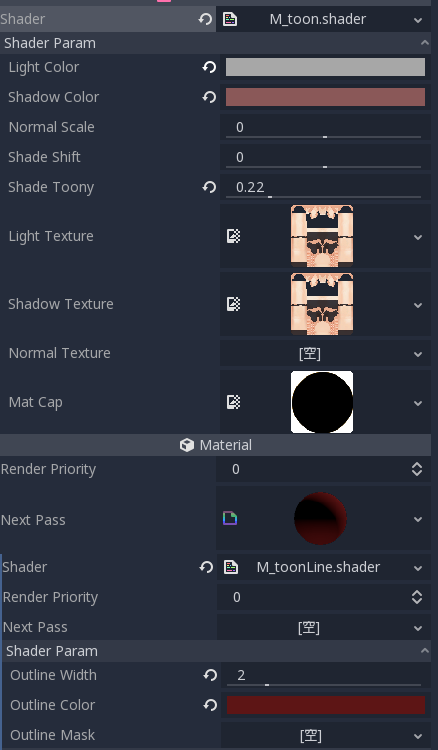 Shader M_toon.shader
Shader Param
Light Color
Shadow Color
Normal Scale 0
Shade Shift 0
Shade Toony 0.22
Light Texture
Shadow Texture
Normal Texture [空]
Mat Cap
Material
Render Priority 0
Next Pass
Shader M_toonLine.shader
Render Priority 0
Next Pass [空]
Shader Param
Outline Width 2
Outline Color
Outline Mask [空]